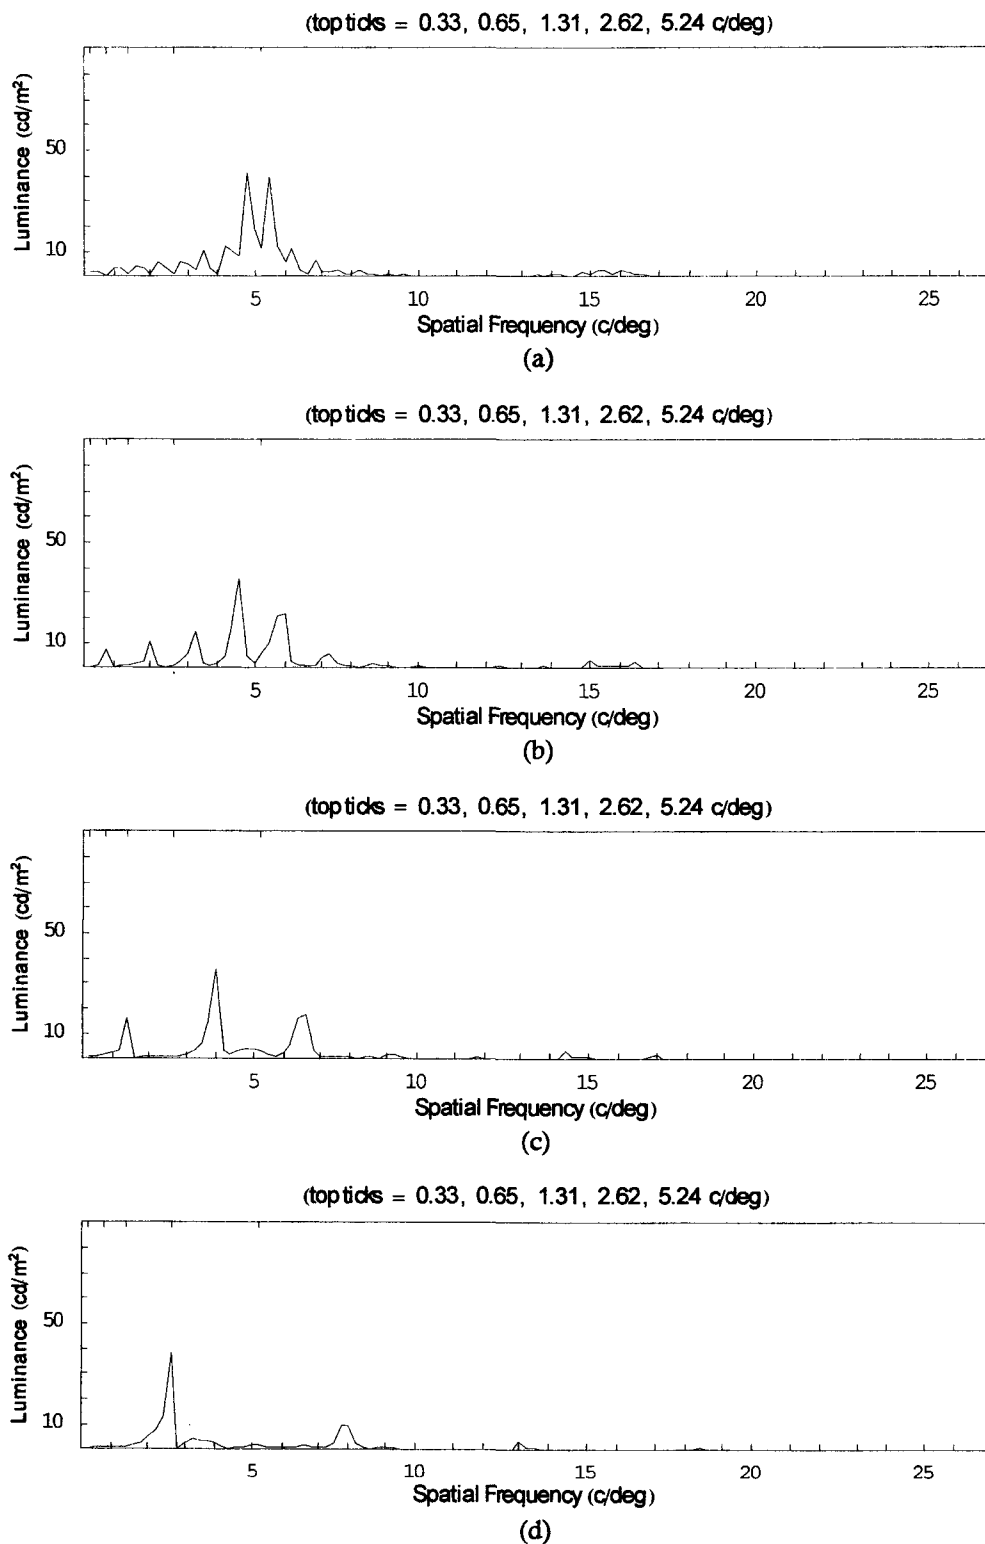 (top ticks = 0.33, 0.65, 1.31, 2.62, 5.24 c/deg)
Luminance (cd/m²)
50
10
5 10 15 20 25
Spatial Frequency (c/deg)
(a)
(top ticks = 0.33, 0.65, 1.31, 2.62, 5.24 c/deg)
Luminance (cd/m²)
50
10
5 10 15 20 25
Spatial Frequency (c/deg)
(b)
(top ticks = 0.33, 0.65, 1.31, 2.62, 5.24 c/deg)
Luminance (cd/m²)
50
10
5 10 15 20 25
Spatial Frequency (c/deg)
(c)
(top ticks = 0.33, 0.65, 1.31, 2.62, 5.24 c/deg)
Luminance (cd/m²)
50
10
5 10 15 20 25
Spatial Frequency (c/deg)
(d)